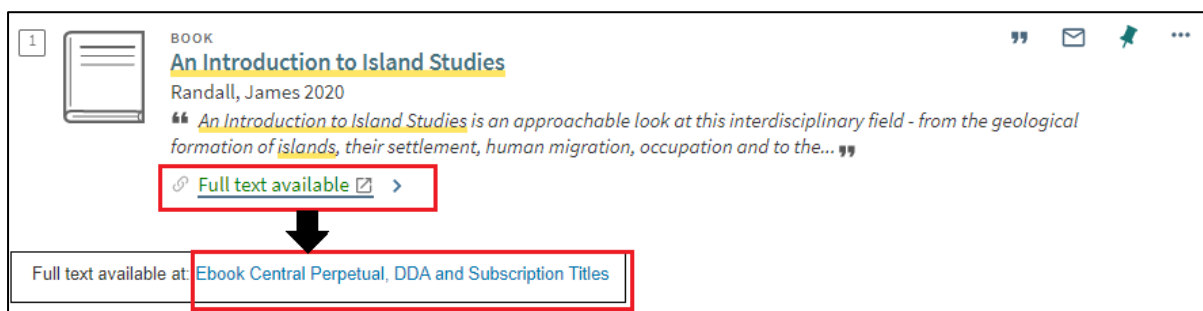 1
BOOK
An Introduction to Island Studies
Randall, James 2020
❝ An Introduction to Island Studies is an approachable look at this interdisciplinary field - from the geological
formation of islands, their settlement, human migration, occupation and to the... ❞
Full text available
Full text available at: Ebook Central Perpetual, DDA and Subscription Titles